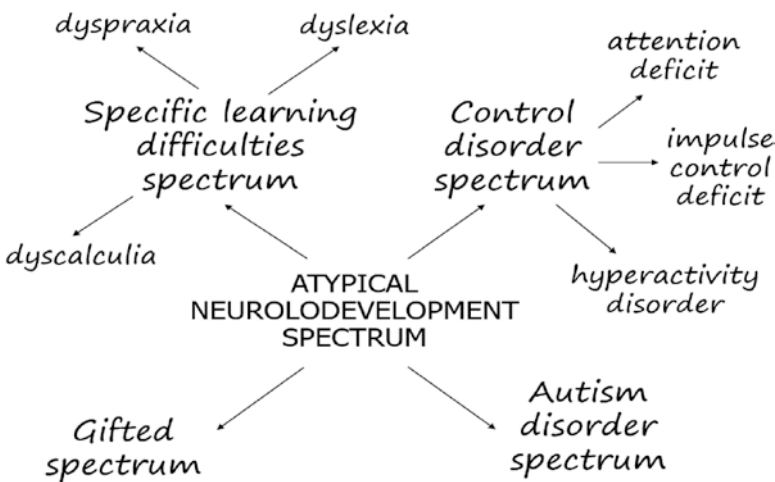 dyspraxia
dyslexia
attention
deficit
Specific learning
difficulties
spectrum
Control
disorder
spectrum
impulse
control
deficit
dyscalculia
hyperactivity
disorder
ATYPICAL
NEUROLODEVELOPMENT
SPECTRUM
Gifted
spectrum
Autism
disorder
spectrum